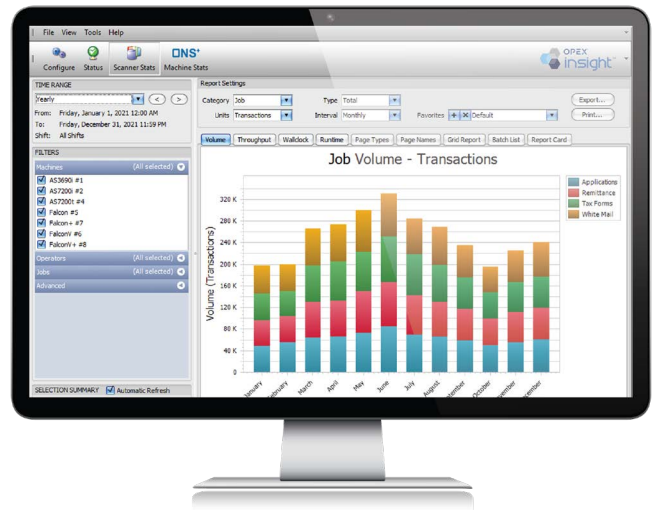 File View Tools Help
Configure Status Scanner Stats Machine Stats
NS+
OPEX
insight™
TIME RANGE
Yearly
From: Friday, January 1, 2021 12:00 AM
To: Friday, December 31, 2021 11:59 PM
Shift: All Shifts
FILTERS
Machines (All selected)
AS3690i #1
AS7200i #2
AS7200t #4
Falcon #5
Falcon+ #7
FalconV #6
FalconV+ #8
Operators (All selected)
Jobs (All selected)
Advanced
SELECTION SUMMARY Automatic Refresh
Report Settings
Category Job Type Total Export...
Units Transactions Interval Monthly Favorites Default Print...
Volume Throughput Wallclock Runtime Page Types Page Names Grid Report Batch List Report Card
Job Volume - Transactions
Volume (Transactions)
320 K
280 K
240 K
200 K
160 K
120 K
80 K
40 K
0
January February March April May June July August September October November December
Applications
Remittance
Tax Forms
White Mail